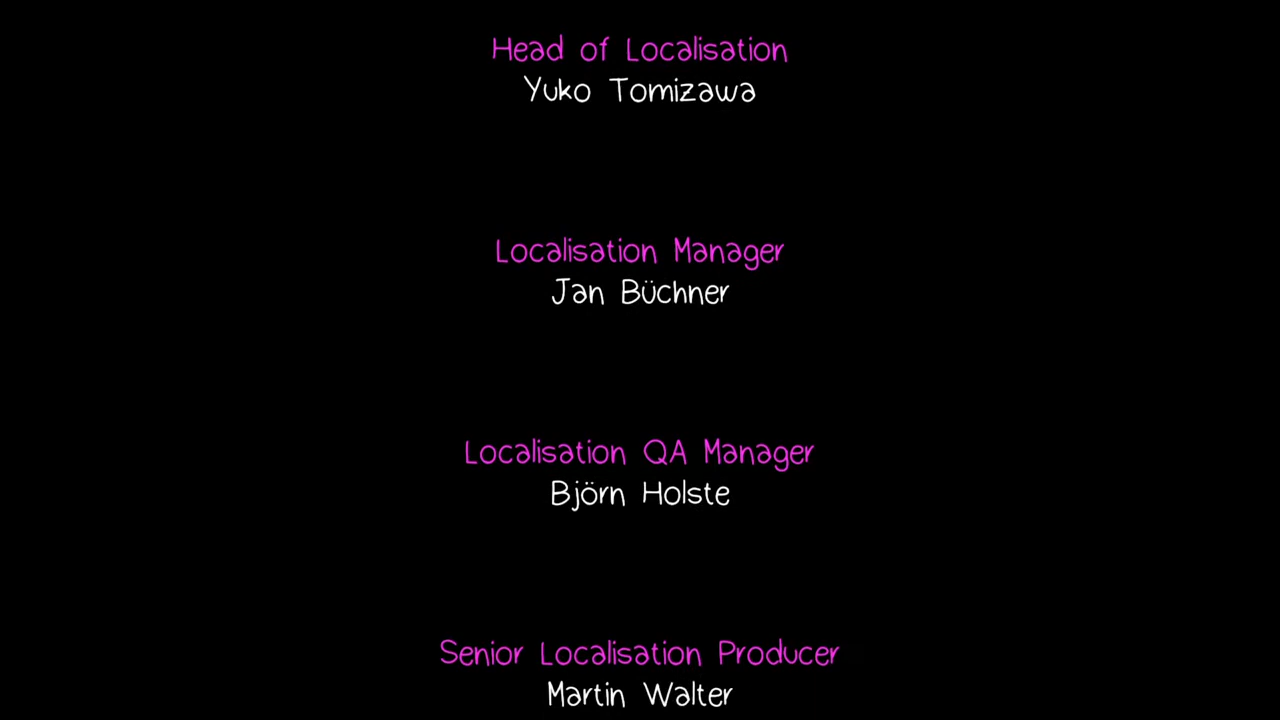 Head of Localisation
Yuko Tomizawa
Localisation Manager
Jan Büchner
Localisation QA Manager
Björn Holste
Senior Localisation Producer
Martin Walter